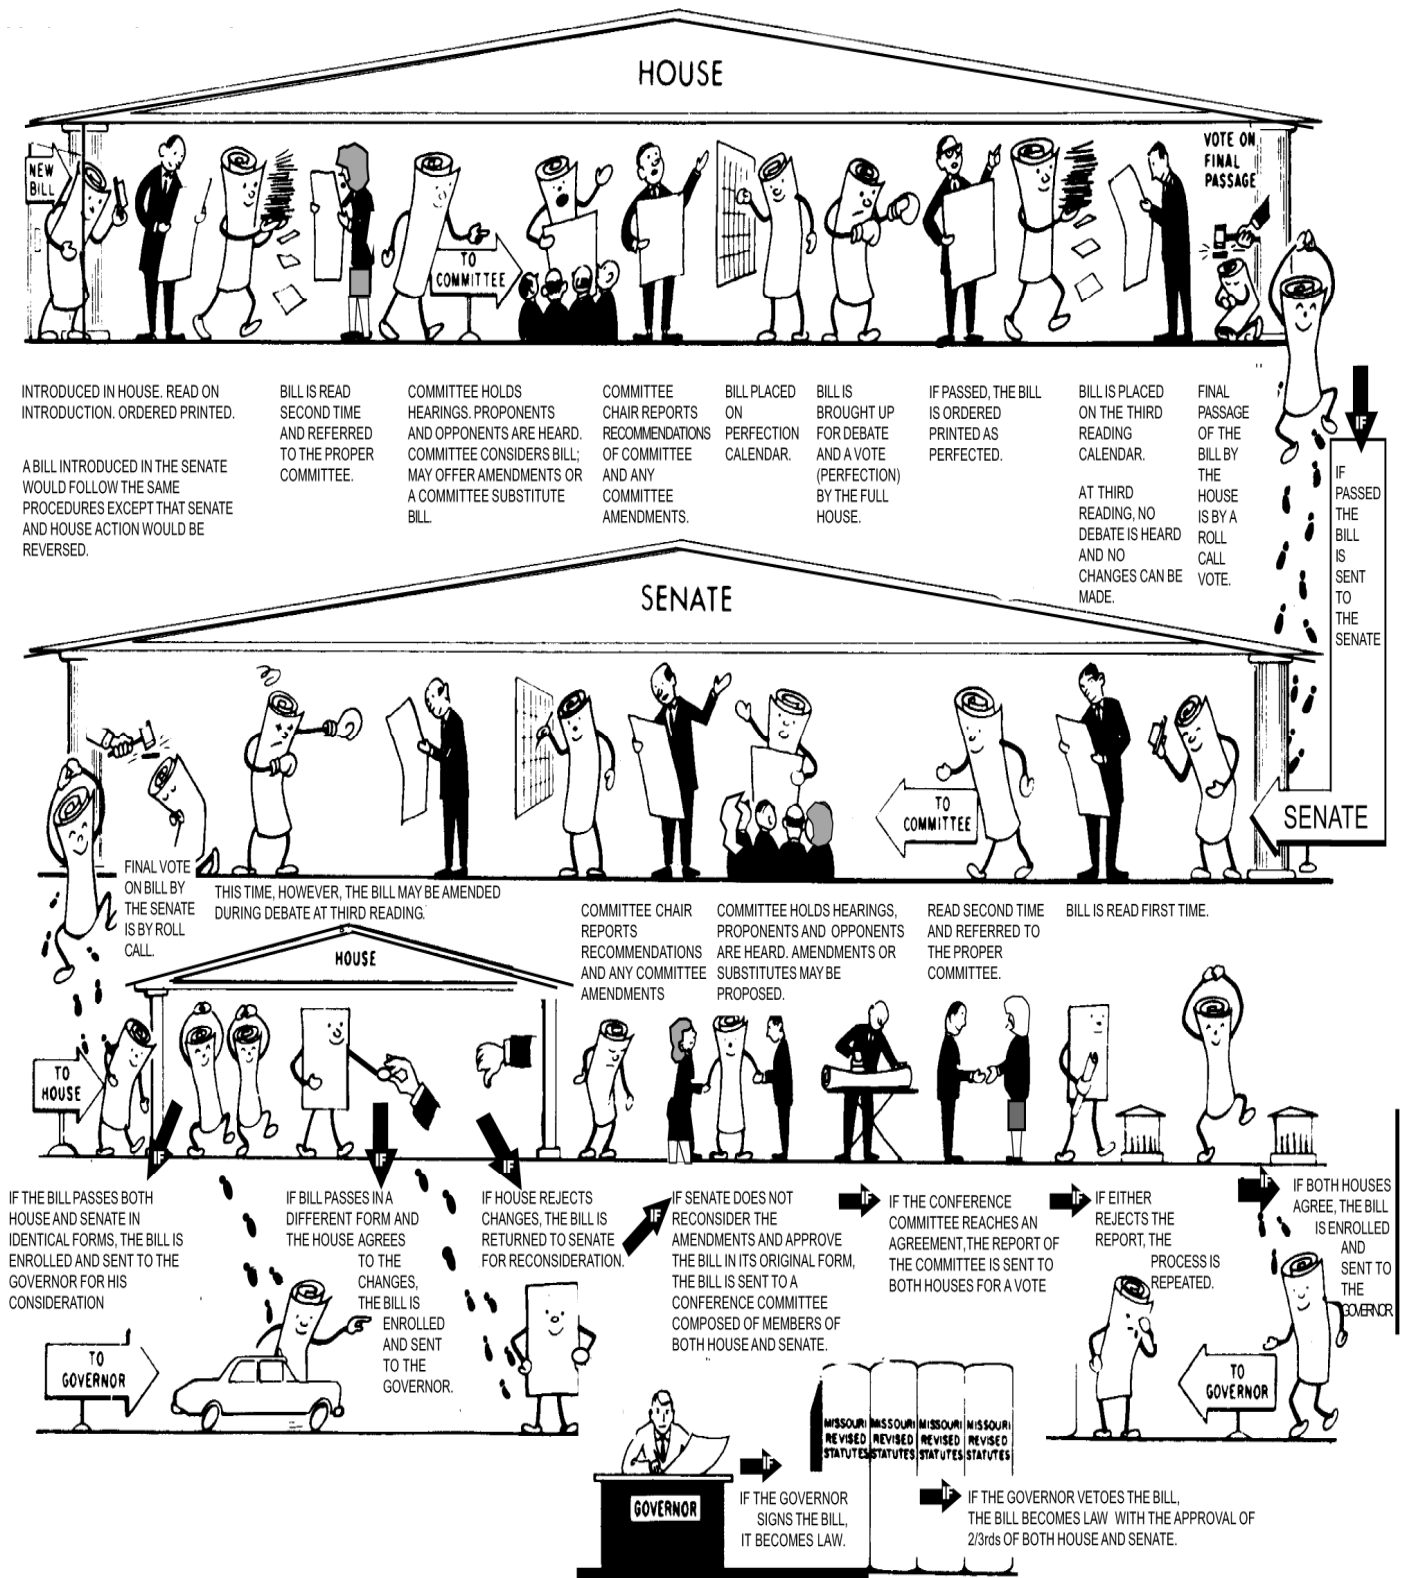 HOUSE
NEW
BILL
TO
COMMITTEE
VOTE ON
FINAL
PASSAGE
INTRODUCED IN HOUSE. READ ON
INTRODUCTION. ORDERED PRINTED.
A BILL INTRODUCED IN THE SENATE
WOULD FOLLOW THE SAME
PROCEDURES EXCEPT THAT SENATE
AND HOUSE ACTION WOULD BE
REVERSED.
BILL IS READ
SECOND TIME
AND REFERRED
TO THE PROPER
COMMITTEE.
COMMITTEE HOLDS
HEARINGS. PROPONENTS
AND OPPONENTS ARE HEARD.
COMMITTEE CONSIDERS BILL;
MAY OFFER AMENDMENTS OR
A COMMITTEE SUBSTITUTE
BILL.
COMMITTEE
CHAIR REPORTS
RECOMMENDATIONS
OF COMMITTEE
AND ANY
COMMITTEE
AMENDMENTS.
BILL PLACED
ON
PERFECTION
CALENDAR.
BILL IS
BROUGHT UP
FOR DEBATE
AND A VOTE
(PERFECTION)
BY THE FULL
HOUSE.
IF PASSED, THE BILL
IS ORDERED
PRINTED AS
PERFECTED.
BILL IS PLACED
ON THE THIRD
READING
CALENDAR.
AT THIRD
READING, NO
DEBATE IS HEARD
AND NO
CHANGES CAN BE
MADE.
FINAL
PASSAGE
OF THE
BILL BY
THE
HOUSE
IS BY A
ROLL
CALL
VOTE.
IF
IF
PASSED
THE
BILL
IS
SENT
TO
THE
SENATE
SENATE
SENATE
TO
COMMITTEE
FINAL VOTE
ON BILL BY
THE SENATE
IS BY ROLL
CALL.
THIS TIME, HOWEVER, THE BILL MAY BE AMENDED
DURING DEBATE AT THIRD READING.
COMMITTEE CHAIR
REPORTS
RECOMMENDATIONS
AND ANY COMMITTEE
AMENDMENTS
COMMITTEE HOLDS HEARINGS,
PROPONENTS AND OPPONENTS
ARE HEARD. AMENDMENTS OR
SUBSTITUTES MAY BE
PROPOSED.
READ SECOND TIME
AND REFERRED TO
THE PROPER
COMMITTEE.
BILL IS READ FIRST TIME.
HOUSE
TO
HOUSE
IF
IF THE BILL PASSES BOTH
HOUSE AND SENATE IN
IDENTICAL FORMS, THE BILL IS
ENROLLED AND SENT TO THE
GOVERNOR FOR HIS
CONSIDERATION
IF
IF BILL PASSES IN A
DIFFERENT FORM AND
THE HOUSE AGREES
TO THE
CHANGES,
THE BILL IS
ENROLLED
AND SENT
TO THE
GOVERNOR.
IF
IF HOUSE REJECTS
CHANGES, THE BILL IS
RETURNED TO SENATE
FOR RECONSIDERATION.
IF
IF SENATE DOES NOT
RECONSIDER THE
AMENDMENTS AND APPROVE
THE BILL IN ITS ORIGINAL FORM,
THE BILL IS SENT TO A
CONFERENCE COMMITTEE
COMPOSED OF MEMBERS OF
BOTH HOUSE AND SENATE.
IF
IF THE CONFERENCE
COMMITTEE REACHES AN
AGREEMENT, THE REPORT OF
THE COMMITTEE IS SENT TO
BOTH HOUSES FOR A VOTE
IF
IF EITHER
REJECTS THE
REPORT, THE
PROCESS IS
REPEATED.
IF
IF BOTH HOUSES
AGREE, THE BILL
IS ENROLLED
AND
SENT TO
THE
GOVERNOR.
TO
GOVERNOR
TO
GOVERNOR
GOVERNOR
IF
IF THE GOVERNOR
SIGNS THE BILL,
IT BECOMES LAW.
MISSOURI MISSOURI MISSOURI MISSOURI
REVISED REVISED REVISED REVISED
STATUTES STATUTES STATUTES STATUTES
IF
IF THE GOVERNOR VETOES THE BILL,
THE BILL BECOMES LAW WITH THE APPROVAL OF
2/3rds OF BOTH HOUSE AND SENATE.